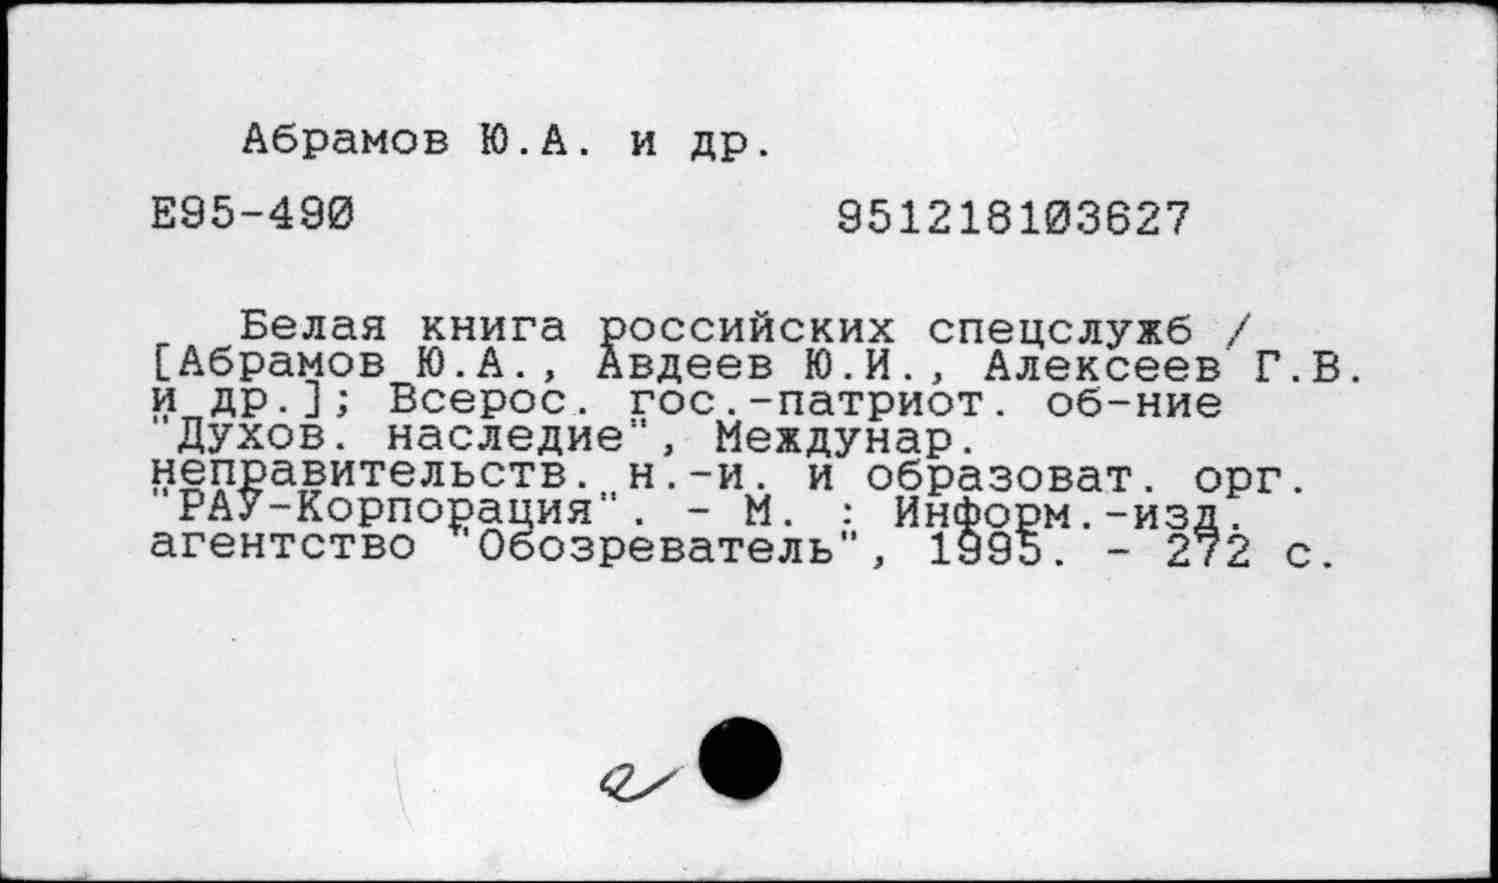 Абрамов Ю.А. и др.
Е95-490 951218103627
Белая книга российских спецслужб /
[Абрамов Ю.А., Авдеев Ю.И., Алексеев Г.В.
и др.]; Всерос. гос.-патриот. об-ние
"Духов. наследие", Междунар.
неправительств. н.-и. и образоват. орг.
"РАУ-Корпорация". - М. : Информ.-изд.
агентство "Обозреватель", 1995. - 272 с.